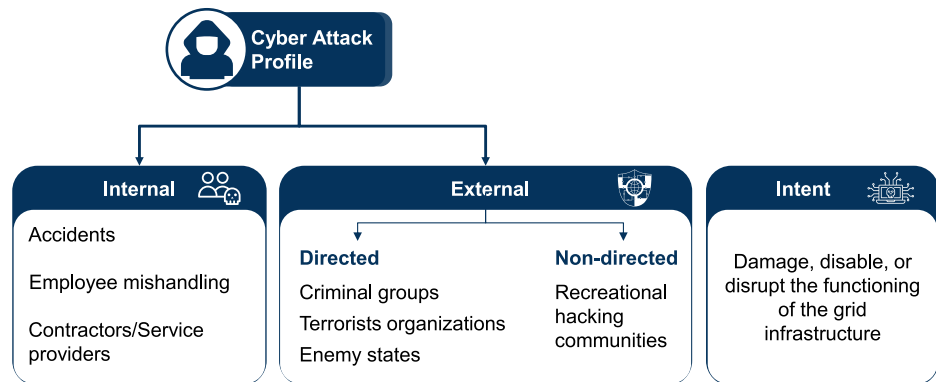 Cyber Attack
Profile
Internal
Accidents
Employee mishandling
Contractors/Service
providers
External
Directed
Criminal groups
Terrorists organizations
Enemy states
Non-directed
Recreational
hacking
communities
Intent
Damage, disable, or
disrupt the functioning
of the grid
infrastructure